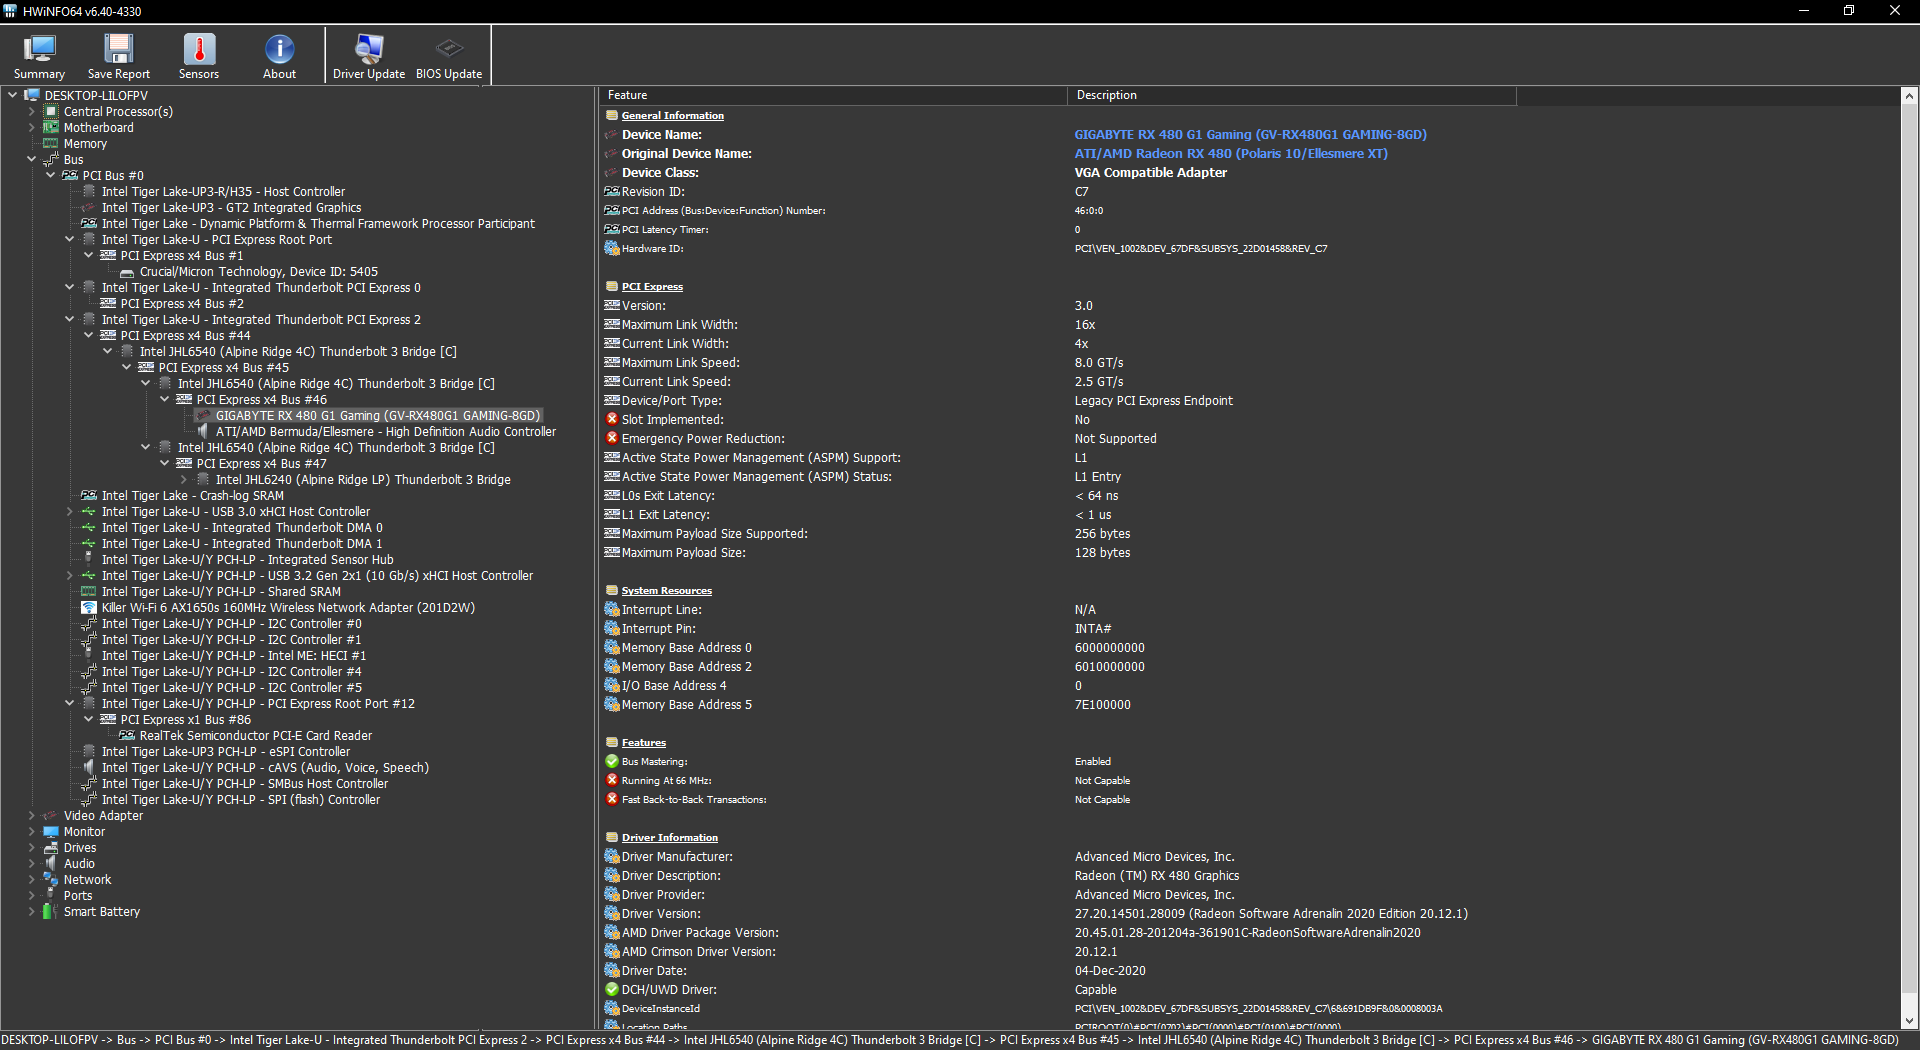 HWiNFO64 v6.40-4330
Summary
Save Report
Sensors
About
Driver Update
BIOS Update
DESKTOP-LILOFPV
Central Processor(s)
Motherboard
Memory
Bus
PCI Bus #0
Intel Tiger Lake-UP3-R/H35 - Host Controller
Intel Tiger Lake-UP3 - GT2 Integrated Graphics
Intel Tiger Lake - Dynamic Platform & Thermal Framework Processor Participant
Intel Tiger Lake-U - PCI Express Root Port
PCI Express x4 Bus #1
Crucial/Micron Technology, Device ID: 5405
Intel Tiger Lake-U - Integrated Thunderbolt PCI Express 0
PCI Express x4 Bus #2
Intel Tiger Lake-U - Integrated Thunderbolt PCI Express 2
PCI Express x4 Bus #44
Intel JHL6540 (Alpine Ridge 4C) Thunderbolt 3 Bridge [C]
PCI Express x4 Bus #45
Intel JHL6540 (Alpine Ridge 4C) Thunderbolt 3 Bridge [C]
PCI Express x4 Bus #46
GIGABYTE RX 480 G1 Gaming (GV-RX480G1 GAMING-8GD)
ATI/AMD Bermuda/Ellesmere - High Definition Audio Controller
Intel JHL6540 (Alpine Ridge 4C) Thunderbolt 3 Bridge [C]
PCI Express x4 Bus #47
Intel JHL6240 (Alpine Ridge LP) Thunderbolt 3 Bridge
Intel Tiger Lake - Crash-log SRAM
Intel Tiger Lake-U - USB 3.0 xHCI Host Controller
Intel Tiger Lake-U - Integrated Thunderbolt DMA 0
Intel Tiger Lake-U - Integrated Thunderbolt DMA 1
Intel Tiger Lake-U/Y PCH-LP - Integrated Sensor Hub
Intel Tiger Lake-U/Y PCH-LP - USB 3.2 Gen 2x1 (10 Gb/s) xHCI Host Controller
Intel Tiger Lake-U/Y PCH-LP - Shared SRAM
Killer Wi-Fi 6 AX1650s 160MHz Wireless Network Adapter (201D2W)
Intel Tiger Lake-U/Y PCH-LP - I2C Controller #0
Intel Tiger Lake-U/Y PCH-LP - I2C Controller #1
Intel Tiger Lake-U/Y PCH-LP - Intel ME: HECI #1
Intel Tiger Lake-U/Y PCH-LP - I2C Controller #4
Intel Tiger Lake-U/Y PCH-LP - I2C Controller #5
Intel Tiger Lake-U/Y PCH-LP - PCI Express Root Port #12
PCI Express x1 Bus #86
RealTek Semiconductor PCI-E Card Reader
Intel Tiger Lake-UP3 PCH-LP - eSPI Controller
Intel Tiger Lake-U/Y PCH-LP - cAVS (Audio, Voice, Speech)
Intel Tiger Lake-U/Y PCH-LP - SMBus Host Controller
Intel Tiger Lake-U/Y PCH-LP - SPI (flash) Controller
Video Adapter
Monitor
Drives
Audio
Network
Ports
Smart Battery
Feature Description
General Information
Device Name: GIGABYTE RX 480 G1 Gaming (GV-RX480G1 GAMING-8GD)
Original Device Name: ATI/AMD Radeon RX 480 (Polaris 10/Ellesmere XT)
Device Class: VGA Compatible Adapter
Revision ID: C7
PCI Address (Bus:Device:Function) Number: 46:0:0
PCI Latency Timer: 0
Hardware ID: PCI\VEN_1002&DEV_67DF&SUBSYS_22D01458&REV_C7
PCI Express
Version: 3.0
Maximum Link Width: 16x
Current Link Width: 4x
Maximum Link Speed: 8.0 GT/s
Current Link Speed: 2.5 GT/s
Device/Port Type: Legacy PCI Express Endpoint
Slot Implemented: No
Emergency Power Reduction: Not Supported
Active State Power Management (ASPM) Support: L1
Active State Power Management (ASPM) Status: L1 Entry
L0s Exit Latency: < 64 ns
L1 Exit Latency: < 1 us
Maximum Payload Size Supported: 256 bytes
Maximum Payload Size: 128 bytes
System Resources
Interrupt Line: N/A
Interrupt Pin: INTA#
Memory Base Address 0 6000000000
Memory Base Address 2 6010000000
I/O Base Address 4 0
Memory Base Address 5 7E100000
Features
Bus Mastering: Enabled
Running At 66 MHz: Not Capable
Fast Back-to-Back Transactions: Not Capable
Driver Information
Driver Manufacturer: Advanced Micro Devices, Inc.
Driver Description: Radeon (TM) RX 480 Graphics
Driver Provider: Advanced Micro Devices, Inc.
Driver Version: 27.20.14501.28009 (Radeon Software Adrenalin 2020 Edition 20.12.1)
AMD Driver Package Version: 20.45.01.28-201204a-361901C-RadeonSoftwareAdrenalin2020
AMD Crimson Driver Version: 20.12.1
Driver Date: 04-Dec-2020
DCH/UWD Driver: Capable
DeviceInstanceId PCI\VEN_1002&DEV_67DF&SUBSYS_22D01458&REV_C7\6&691DB9F&0&0008003A
Location Paths PCIROOT(0)#PCI(0702)#PCI(0000)#PCI(0100)#PCI(0000)
DESKTOP-LILOFPV -> Bus -> PCI Bus #0 -> Intel Tiger Lake-U - Integrated Thunderbolt PCI Express 2 -> PCI Express x4 Bus #44 -> Intel JHL6540 (Alpine Ridge 4C) Thunderbolt 3 Bridge [C] -> PCI Express x4 Bus #45 -> Intel JHL6540 (Alpine Ridge 4C) Thunderbolt 3 Bridge [C] -> PCI Express x4 Bus #46 -> GIGABYTE RX 480 G1 Gaming (GV-RX480G1 GAMING-8GD)